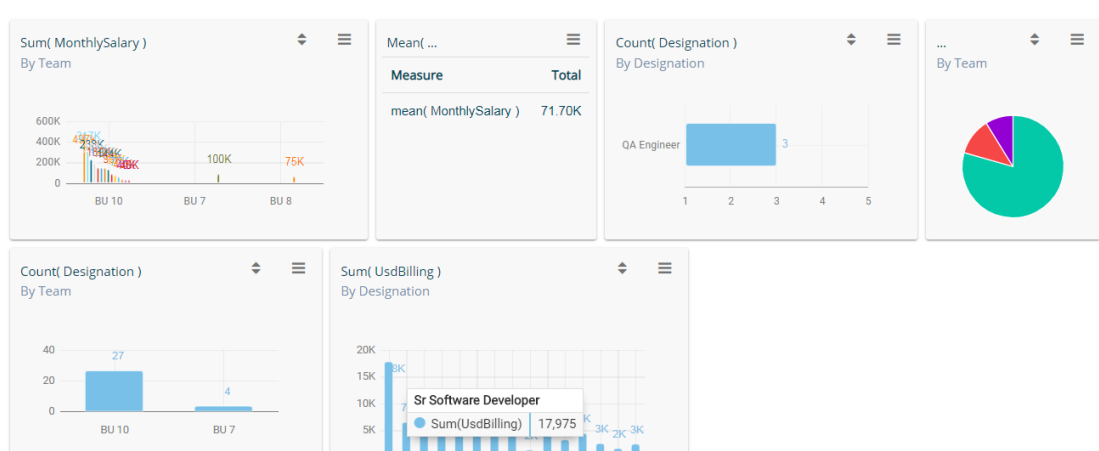 Sum( MonthlySalary )
By Team
600K
400K
200K
0
100K
75K
BU 10
BU 7
BU 8
Mean( ...
Measure Total
mean( MonthlySalary ) 71.70K
Count( Designation )
By Designation
QA Engineer
3
1 2 3 4 5
...
By Team
Count( Designation )
By Team
40
20
0
27
4
BU 10
BU 7
Sum( UsdBilling )
By Designation
20K
15K
10K
5K
Sr Software Developer
Sum(UsdBilling) 17,975
3K 2K 3K